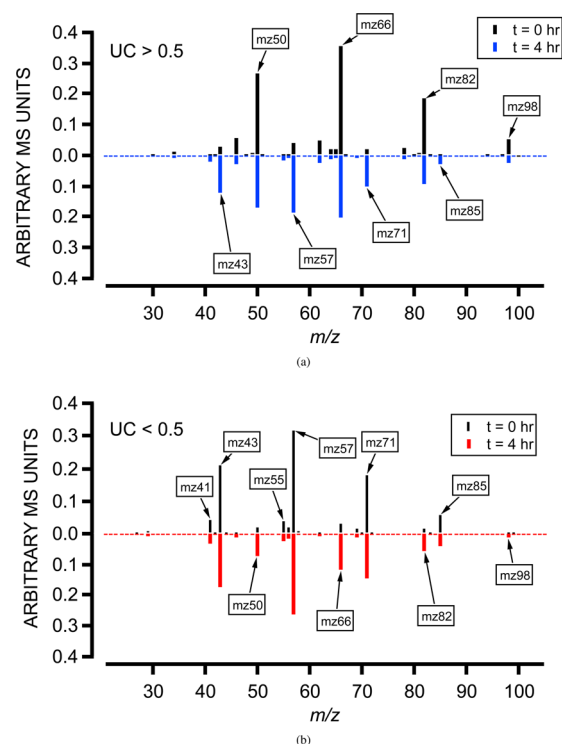 UC > 0.5
t = 0 hr
t = 4 hr
mz50
mz66
mz82
mz98
mz43
mz57
mz71
mz85
ARBITRARY MS UNITS
0.4
0.3
0.2
0.1
0.0
0.1
0.2
0.3
0.4
30 40 50 60 70 80 90 100
m/z
(a)
UC < 0.5
t = 0 hr
t = 4 hr
mz41
mz43
mz55
mz57
mz71
mz85
mz50
mz66
mz82
mz98
ARBITRARY MS UNITS
0.4
0.3
0.2
0.1
0.0
0.1
0.2
0.3
0.4
30 40 50 60 70 80 90 100
m/z
(b)